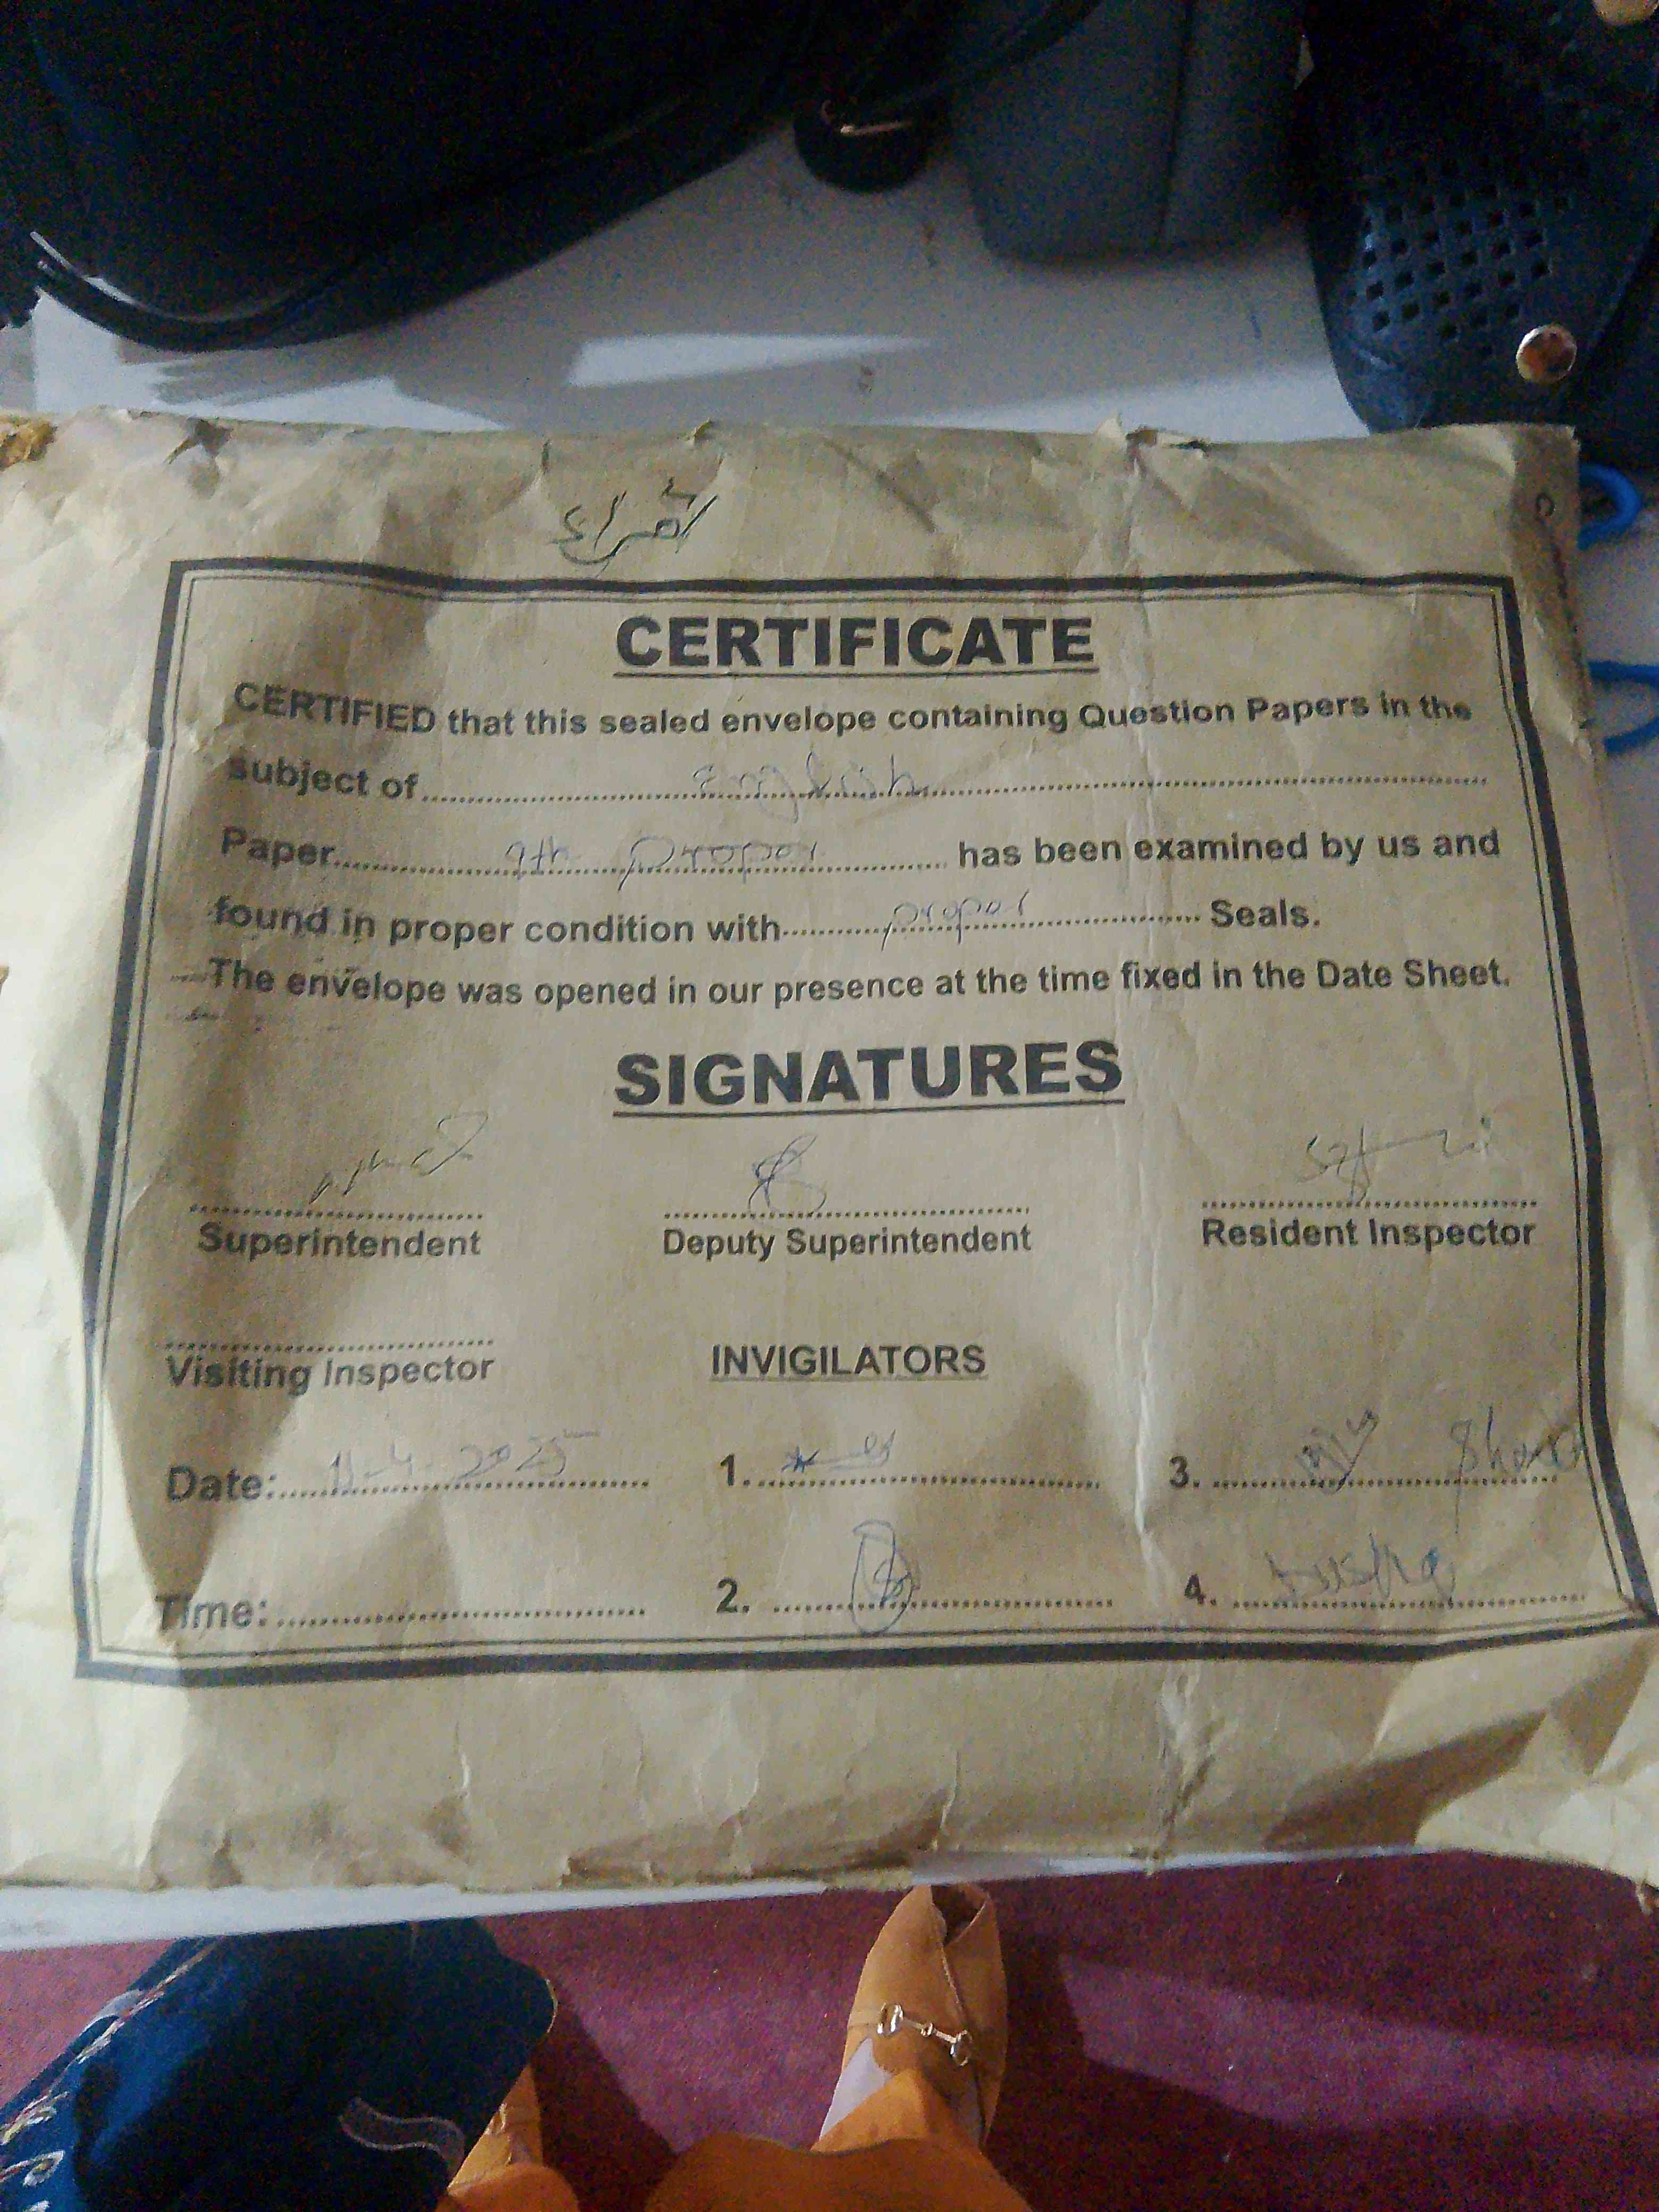 اقراء
CERTIFICATE
CERTIFIED that this sealed envelope containing Question Papers in the
subject of English
Paper 9th proper has been examined by us and
found in proper condition with proper Seals.
The envelope was opened in our presence at the time fixed in the Date Sheet.
SIGNATURES
Superintendent Deputy Superintendent Resident Inspector
Visiting Inspector INVIGILATORS
Date: 11-4-2025 1. 3.
Time: 2. 4.